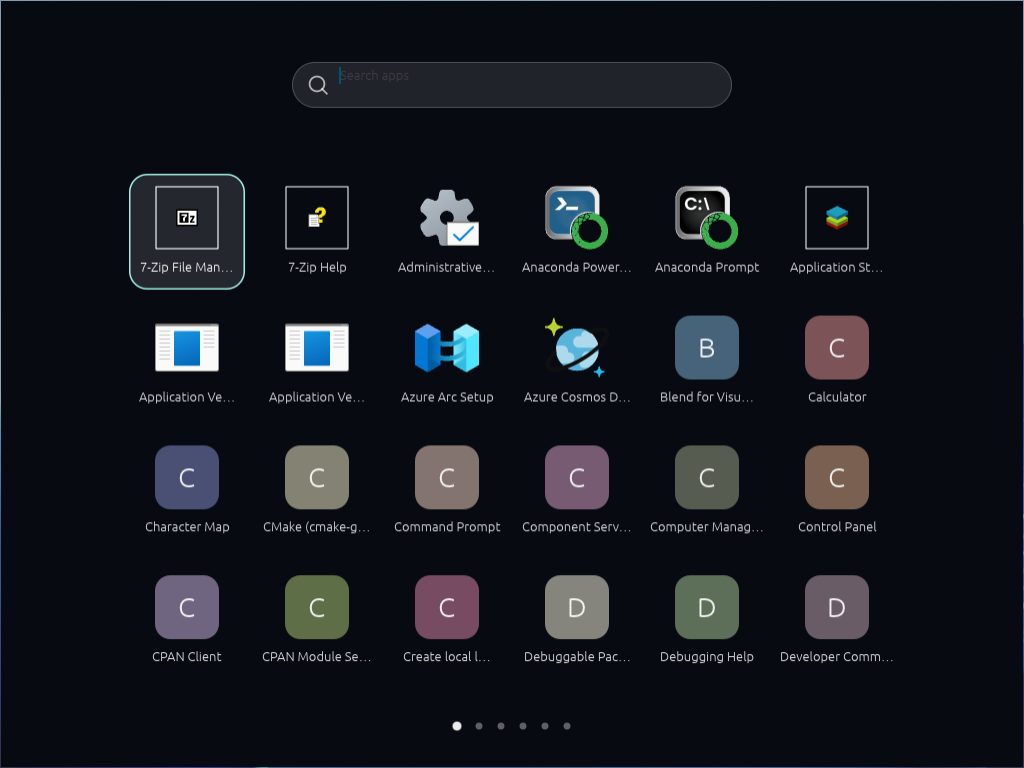 Search apps
7-Zip File Man...
7-Zip Help
Administrative...
Anaconda Power...
Anaconda Prompt
Application St...
Application Ve...
Application Ve...
Azure Arc Setup
Azure Cosmos D...
B
Blend for Visu...
C
Calculator
C
Character Map
C
CMake (cmake-g...
C
Command Prompt
C
Component Serv...
C
Computer Manag...
C
Control Panel
C
CPAN Client
C
CPAN Module Se...
C
Create local l...
D
Debuggable Pac...
D
Debugging Help
D
Developer Comm...